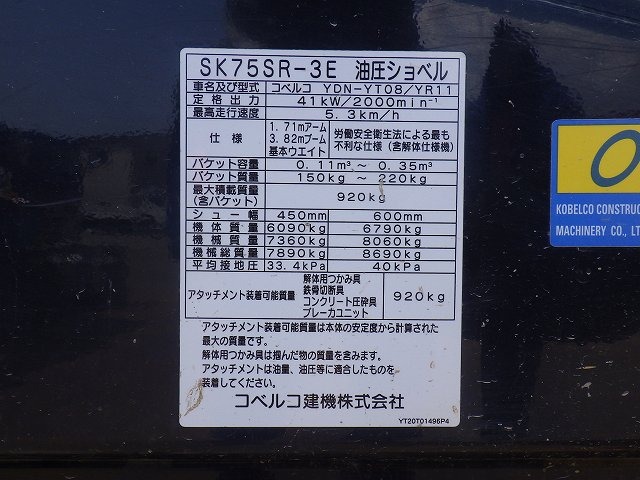 SK75SR-3E 油圧ショベル
車名及び型式 コベルコ YDN-YT08/YR11
定格出力 41kW/2000min⁻¹
最高走行速度 5.3km/h
仕様 1.71mアーム 3.82mブーム 基本ウエイト 労働安全衛生法による最も不利な仕様(含解体仕様機)
バケット容量 0.11m³～0.35m³
バケット質量 150kg～220kg
最大積載質量(含バケット) 920kg
シュー幅 450mm 600mm
機体質量 6090kg 6790kg
機械質量 7360kg 8060kg
機械総質量 7890kg 8690kg
平均接地圧 33.4kPa 40kPa
アタッチメント装着可能質量 解体用つかみ具 鉄骨切断具 コンクリート圧砕具 ブレーカユニット 920kg
アタッチメント装着可能質量は本体の安定度から計算された
最大の質量です。
解体用つかみ具は掴んだ物の質量を含みます。
アタッチメントは油量、油圧等に適合したものを
装着してください。
コベルコ建機株式会社
YT20T01496P4
KOBELCO CONSTRUC
MACHINERY CO., LT